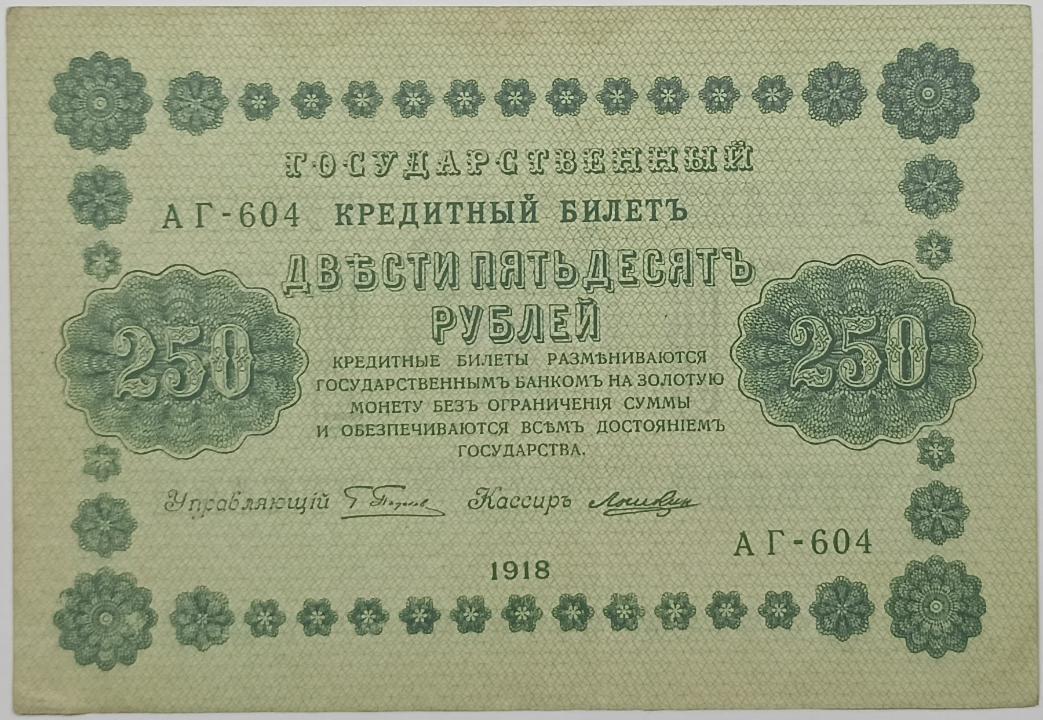 ГОСУДАРСТВЕННЫЙ
АГ-604 КРЕДИТНЫЙ БИЛЕТЪ
ДВѢСТИ ПЯТЬДЕСЯТЪ
РУБЛЕЙ
250
250
КРЕДИТНЫЕ БИЛЕТЫ РАЗМѢНИВАЮТСЯ
ГОСУДАРСТВЕННЫМЪ БАНКОМЪ НА ЗОЛОТУЮ
МОНЕТУ БЕЗЪ ОГРАНИЧЕНІЯ СУММЫ
И ОБЕЗПЕЧИВАЮТСЯ ВСѢМЪ ДОСТОЯНІЕМЪ
ГОСУДАРСТВА.
Управляющій Кассиръ
АГ-604
1918